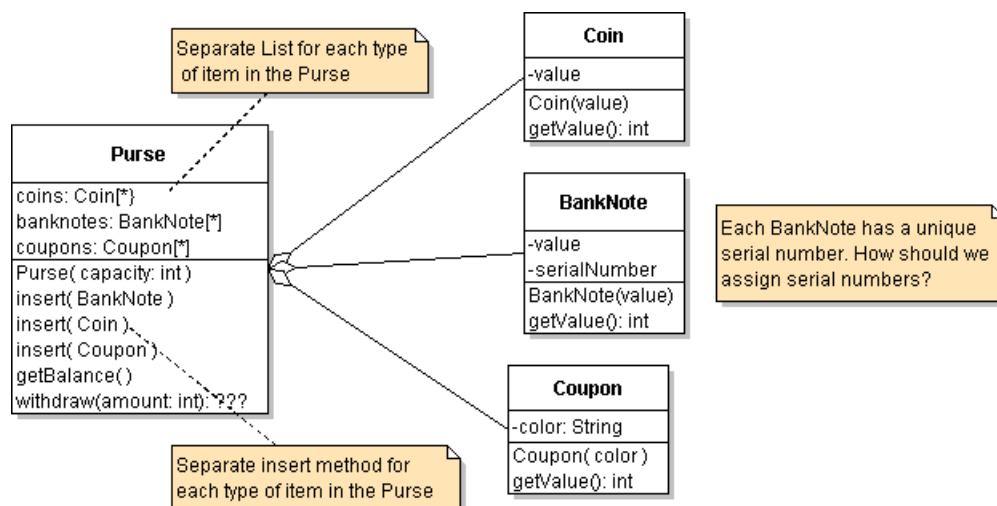 Separate List for each type
of item in the Purse
Purse
coins: Coin[*}
banknotes: BankNote[*]
coupons: Coupon[*]
Purse( capacity: int )
insert( BankNote )
insert( Coin )
insert( Coupon )
getBalance( )
withdraw(amount: int): ???
Separate insert method for
each type of item in the Purse
Coin
-value
Coin(value)
getValue(): int
BankNote
-value
-serialNumber
BankNote(value)
getValue(): int
Each BankNote has a unique
serial number. How should we
assign serial numbers?
Coupon
-color: String
Coupon( color )
getValue(): int